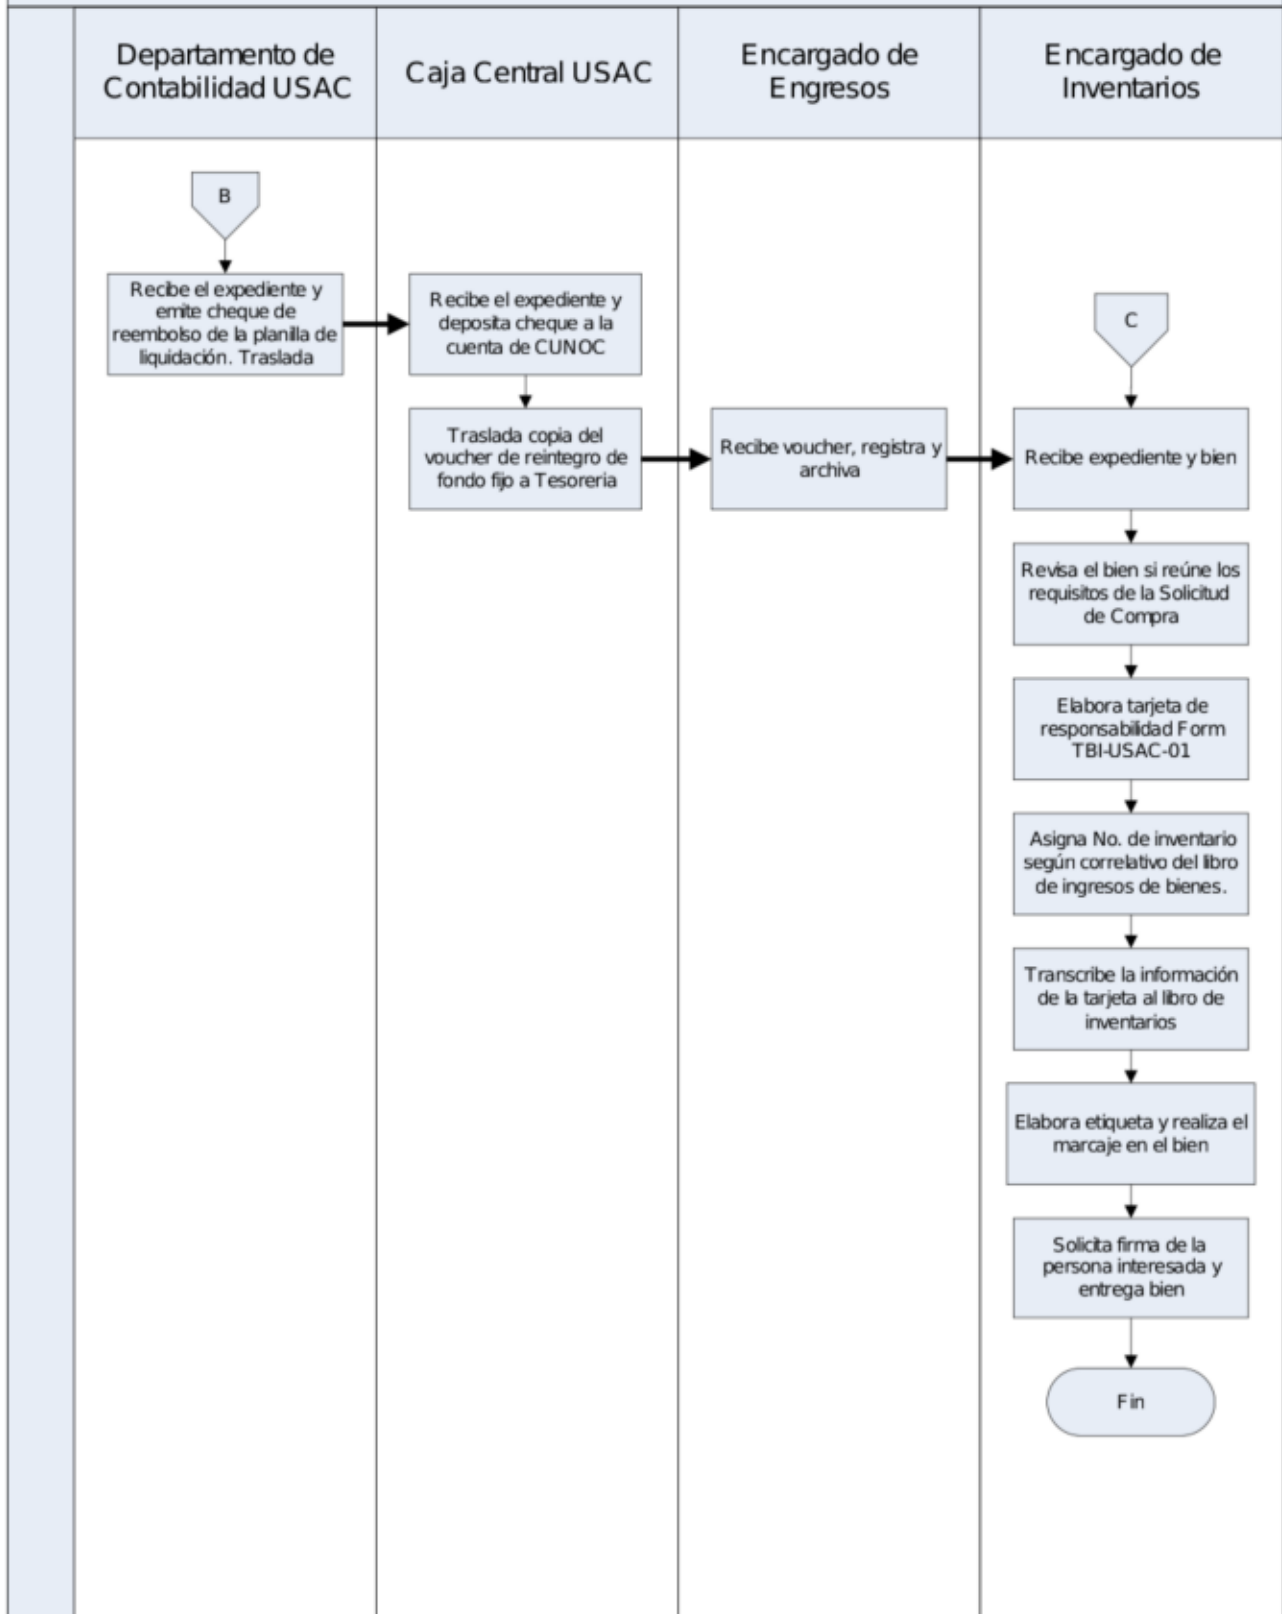 Departamento de
Contabilidad USAC
Caja Central USAC
Encargado de
Engresos
Encargado de
Inventarios
B
Recibe el expediente y
emite cheque de
reembolso de la planilla de
liquidación. Traslada
Recibe el expediente y
deposita cheque a la
cuenta de CUNOC
Traslada copia del
voucher de reintegro de
fondo fijo a Tesoreria
Recibe voucher, registra y
archiva
C
Recibe expediente y bien
Revisa el bien si reúne los
requisitos de la Solicitud
de Compra
Elabora tarjeta de
responsabilidad Form
TBI-USAC-01
Asigna No. de inventario
según correlativo del libro
de ingresos de bienes.
Transcribe la información
de la tarjeta al libro de
inventarios
Elabora etiqueta y realiza el
marcaje en el bien
Solicita firma de la
persona interesada y
entrega bien
Fin